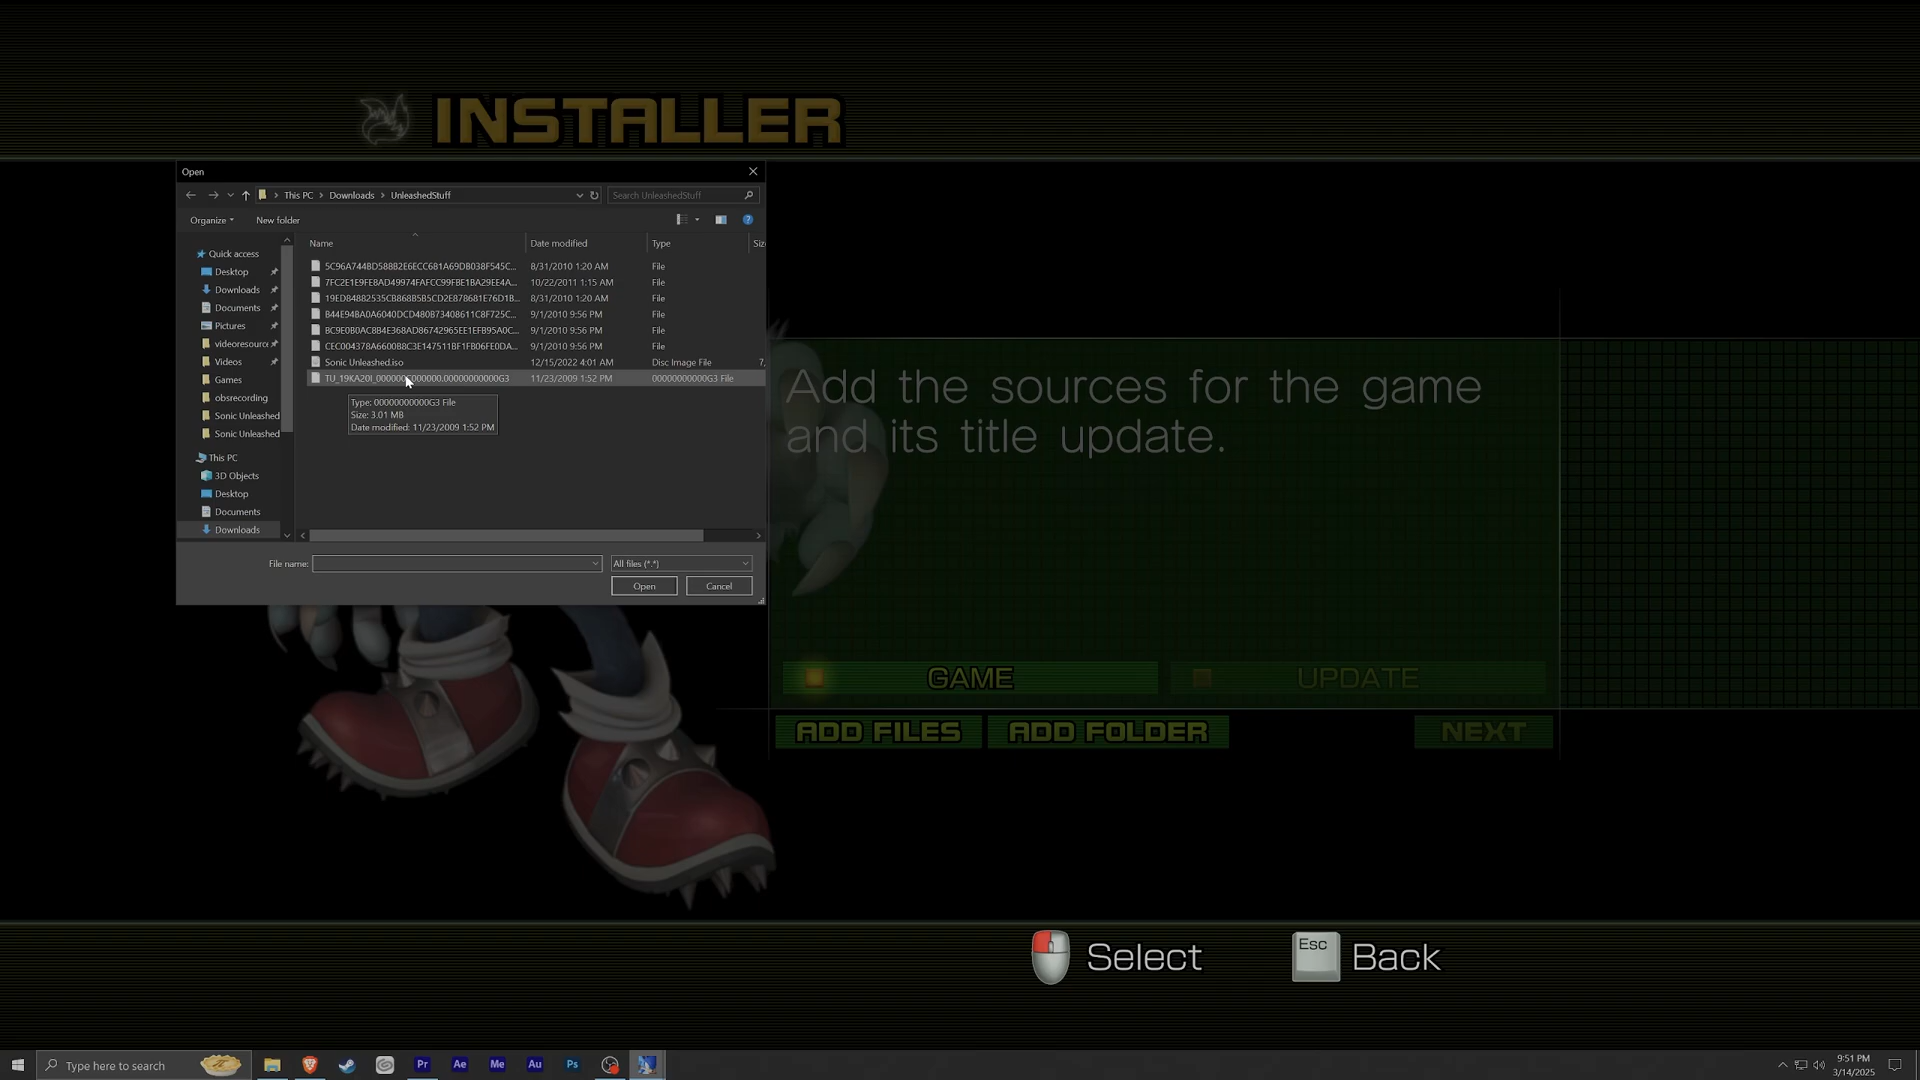 INSTALLER
Open
This PC > Downloads > UnleashedStuff
Search UnleashedStuff
Organize
New folder
Name
Date modified
Type
Siz
Quick access
Desktop
Downloads
Documents
Pictures
videoresource
Videos
Games
obsrecording
Sonic Unleashed
Sonic Unleashed
This PC
3D Objects
Desktop
Documents
Downloads
8/31/2010 1:20 AM File
10/22/2011 1:15 AM File
8/31/2010 1:20 AM File
9/1/2010 9:56 PM File
9/1/2010 9:56 PM File
9/1/2010 9:56 PM File
Sonic Unleashed.iso 12/15/2022 4:01 AM Disc Image File 7,
11/23/2009 1:52 PM 00000000000G3 File
Type: 00000000000G3 File
Size: 3.01 MB
Date modified: 11/23/2009 1:52 PM
File name:
All files (*.*)
Open
Cancel
Add the sources for the game
and its title update.
GAME
UPDATE
ADD FILES
ADD FOLDER
NEXT
Select
Esc
Back
Type here to search
Pr
Ae
Me
Au
Ps
9:51 PM
3/14/2025